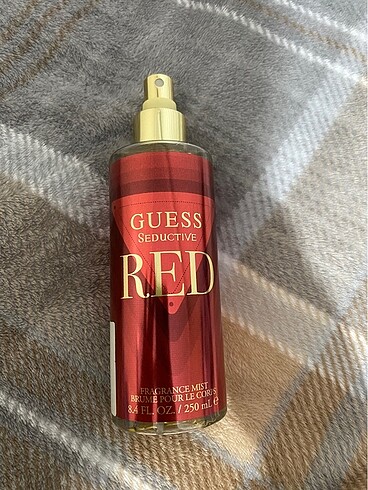 GUESS
SEDUCTIVE
RED
FRAGRANCE MIST
BRUME POUR LE CORPS
8.4 FL. OZ. / 250 mL ℮